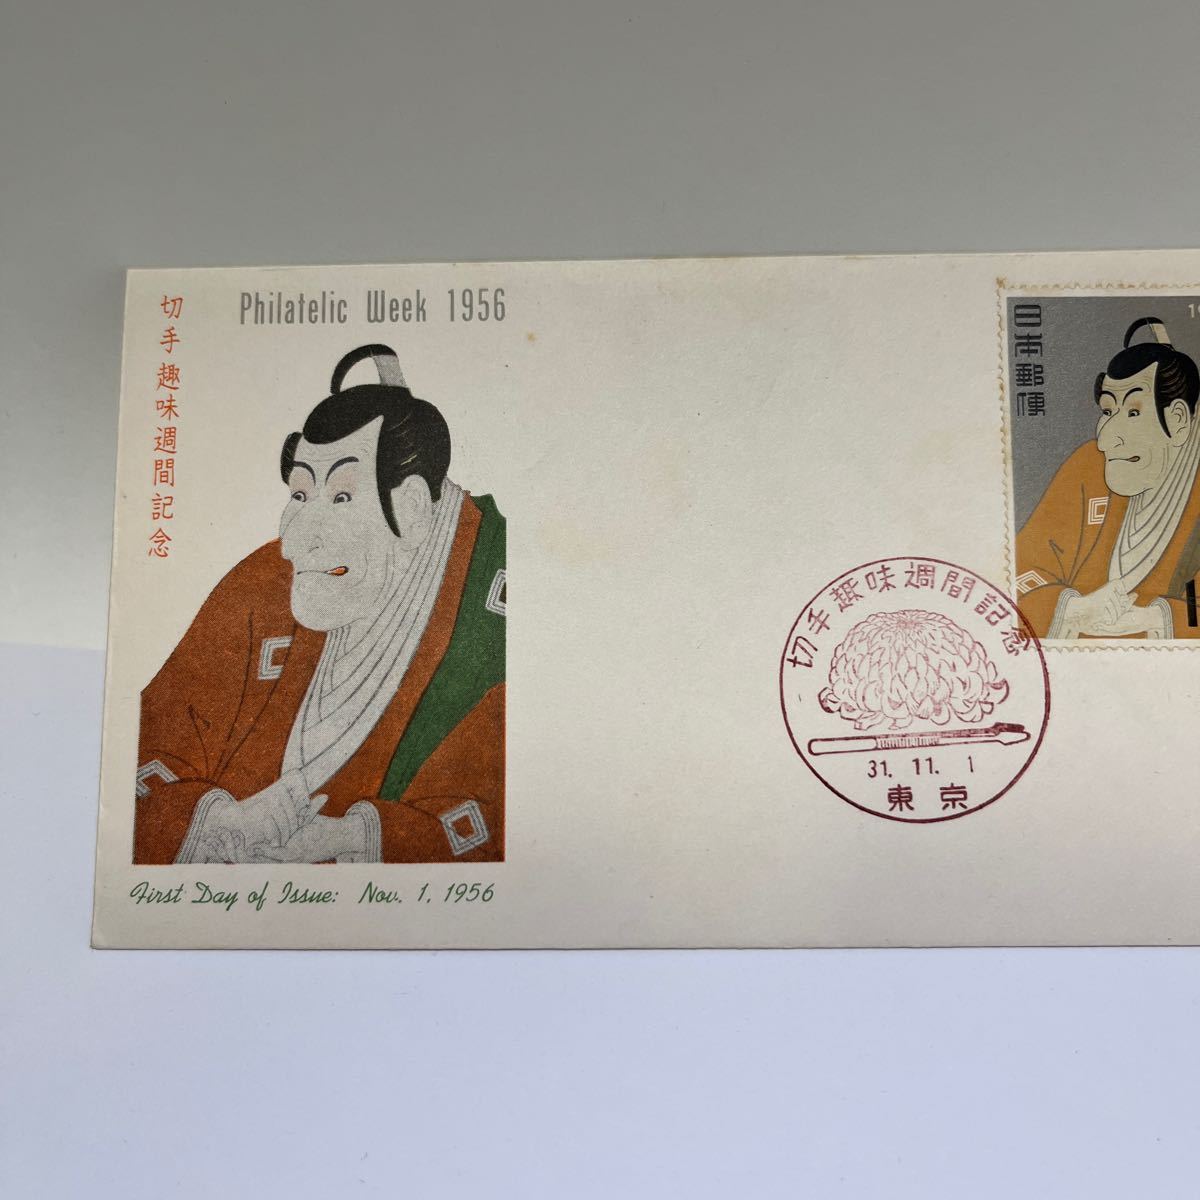 切手趣味週間記念
Philatelic Week 1956
First Day of Issue: Nov. 1, 1956
切手趣味週間記念
31. 11. 1
東京
日本郵便